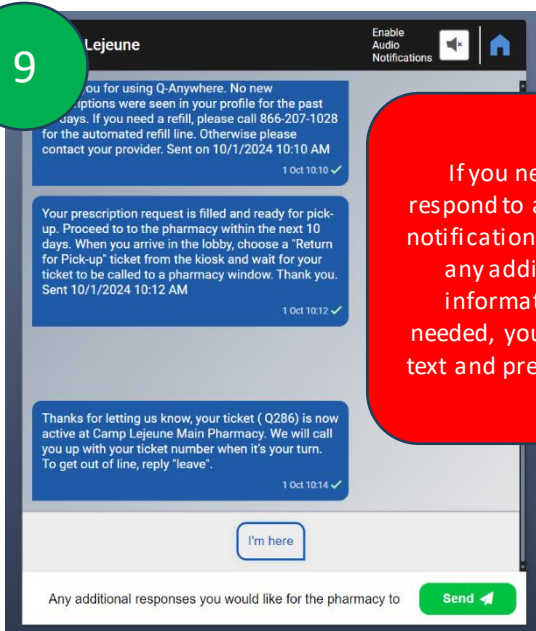 9
Lejeune
Enable
Audio
Notifications
you for using Q-Anywhere. No new
were seen in your profile for the past
days. If you need a refill, please call 866-207-1028
for the automated refill line. Otherwise please
contact your provider. Sent on 10/1/2024 10:10 AM
1 Oct 10:10
Your prescription request is filled and ready for pick-
up. Proceed to to the pharmacy within the next 10
days. When you arrive in the lobby, choose a "Return
for Pick-up" ticket from the kiosk and wait for your
ticket to be called to a pharmacy window. Thank you.
Sent 10/1/2024 10:12 AM
1 Oct 10:12
Thanks for letting us know, your ticket ( Q286) is now
active at Camp Lejeune Main Pharmacy. We will call
you up with your ticket number when it's your turn.
To get out of line, reply "leave".
1 Oct 10:14
I'm here
Any additional responses you would like for the pharmacy to
Send
If you
respond to
notification
any
needed,
text and